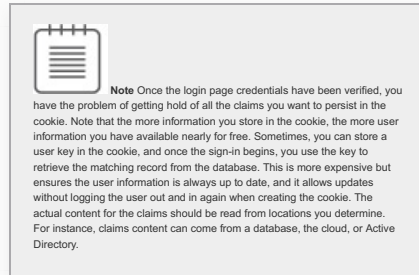 Note Once the login page credentials have been verified, you
have the problem of getting hold of all the claims you want to persist in the
cookie. Note that the more information you store in the cookie, the more user
information you have available nearly for free. Sometimes, you can store a
user key in the cookie, and once the sign-in begins, you use the key to
retrieve the matching record from the database. This is more expensive but
ensures the user information is always up to date, and it allows updates
without logging the user out and in again when creating the cookie. The
actual content for the claims should be read from locations you determine.
For instance, claims content can come from a database, the cloud, or Active
Directory.